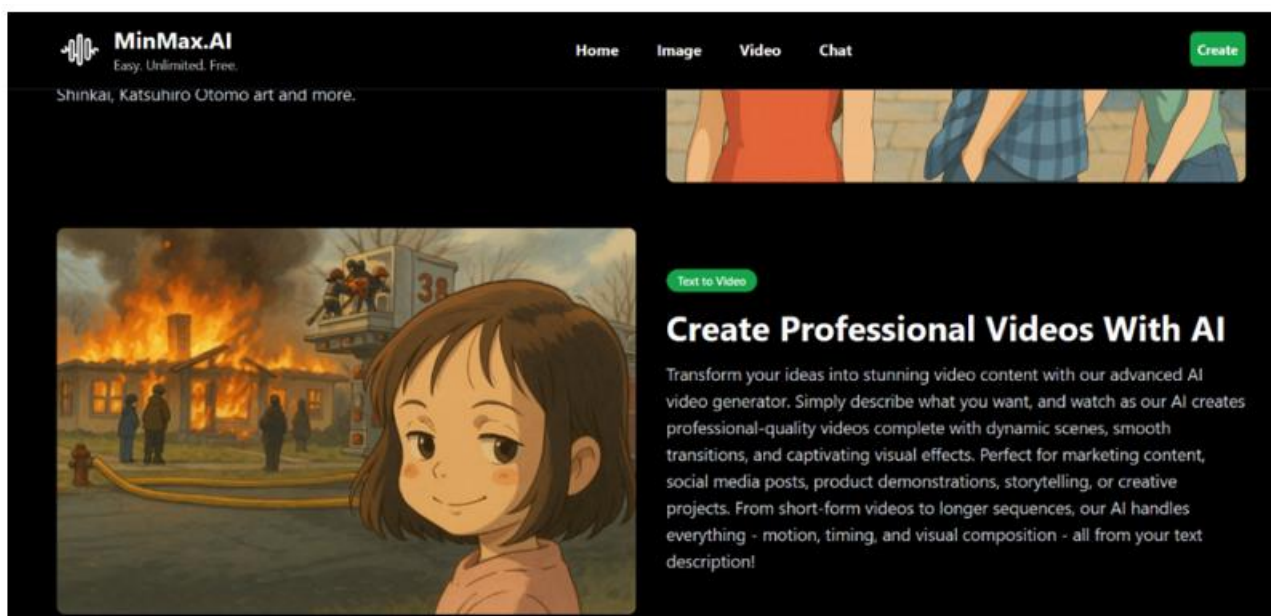 MinMax.AI
Easy. Unlimited. Free.
Home Image Video Chat
Create
Shinkai, Katsuhiro Otomo art and more.
38
Text to Video
Create Professional Videos With AI
Transform your ideas into stunning video content with our advanced AI
video generator. Simply describe what you want, and watch as our AI creates
professional-quality videos complete with dynamic scenes, smooth
transitions, and captivating visual effects. Perfect for marketing content,
social media posts, product demonstrations, storytelling, or creative
projects. From short-form videos to longer sequences, our AI handles
everything - motion, timing, and visual composition - all from your text
description!